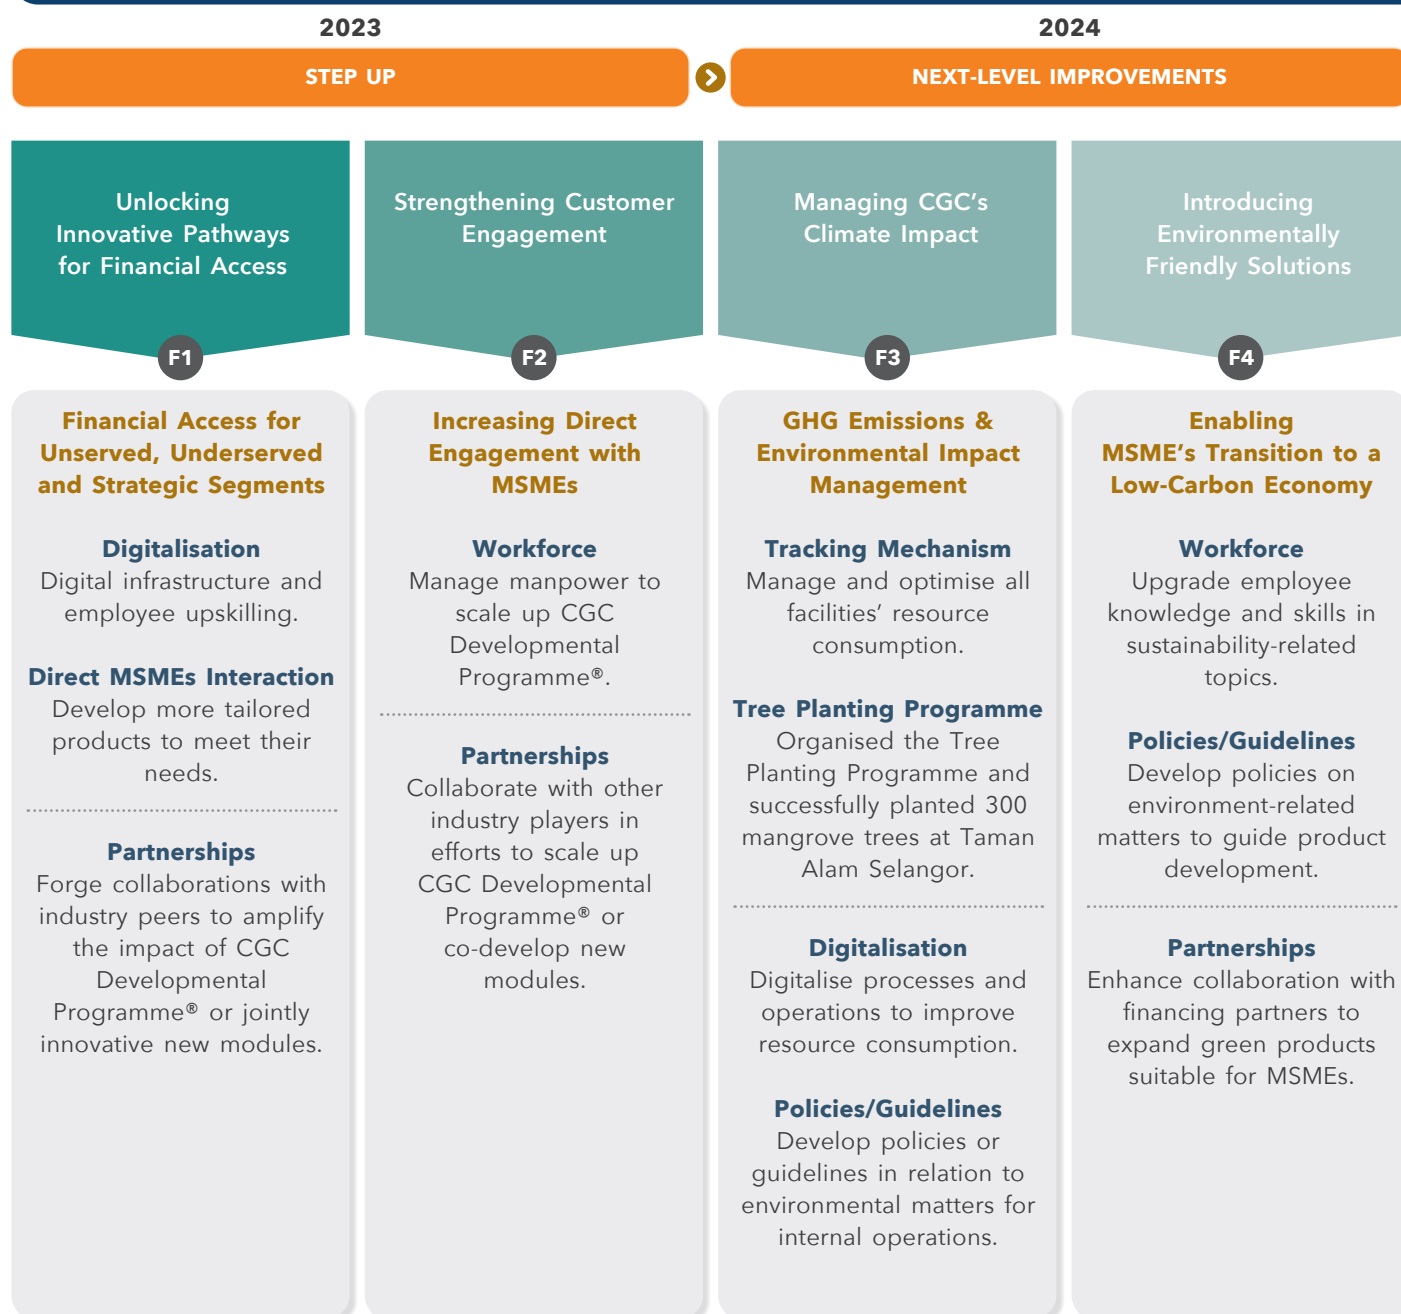 2023
2024
STEP UP
NEXT-LEVEL IMPROVEMENTS
Unlocking
Innovative Pathways
for Financial Access
F1
Financial Access for
Unserved, Underserved
and Strategic Segments
Digitalisation
Digital infrastructure and
employee upskilling.
Direct MSMEs Interaction
Develop more tailored
products to meet their
needs.
Partnerships
Forge collaborations with
industry peers to amplify
the impact of CGC
Developmental
Programme® or jointly
innovative new modules.
Strengthening Customer
Engagement
F2
Increasing Direct
Engagement with
MSMEs
Workforce
Manage manpower to
scale up CGC
Developmental
Programme®.
Partnerships
Collaborate with other
industry players in
efforts to scale up
CGC Developmental
Programme® or
co-develop new
modules.
Managing CGC's
Climate Impact
F3
GHG Emissions &
Environmental Impact
Management
Tracking Mechanism
Manage and optimise all
facilities' resource
consumption.
Tree Planting Programme
Organised the Tree
Planting Programme and
successfully planted 300
mangrove trees at Taman
Alam Selangor.
Digitalisation
Digitalise processes and
operations to improve
resource consumption.
Policies/Guidelines
Develop policies or
guidelines in relation to
environmental matters for
internal operations.
Introducing
Environmentally
Friendly Solutions
F4
Enabling
MSME's Transition to a
Low-Carbon Economy
Workforce
Upgrade employee
knowledge and skills in
sustainability-related
topics.
Policies/Guidelines
Develop policies on
environment-related
matters to guide product
development.
Partnerships
Enhance collaboration with
financing partners to
expand green products
suitable for MSMEs.